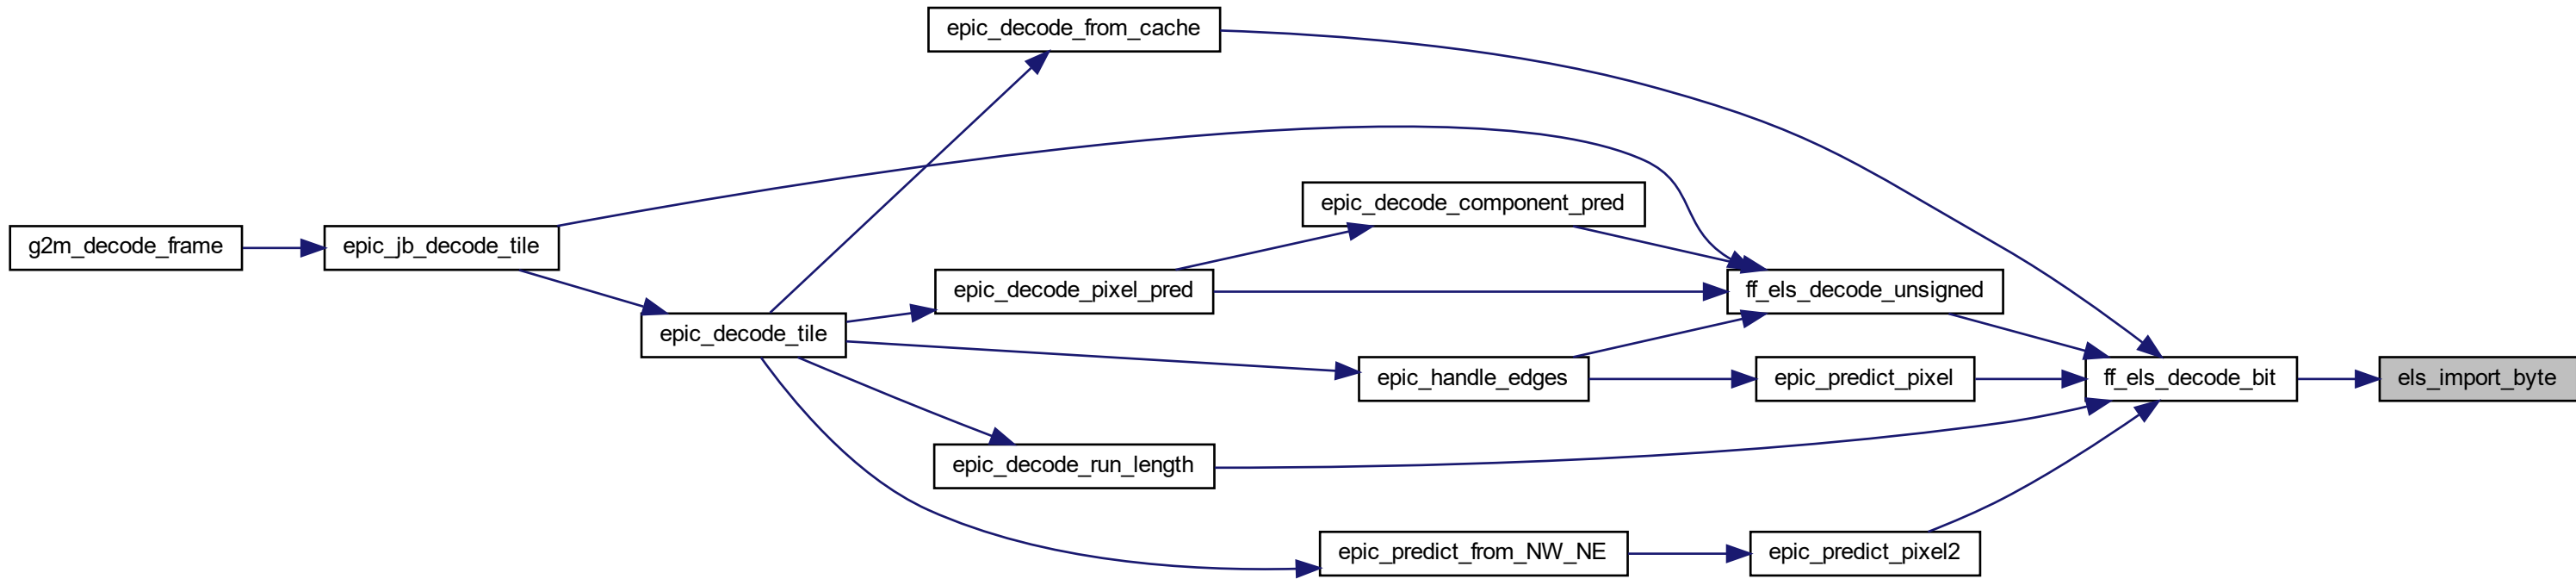 epic_decode_from_cache
epic_decode_component_pred
g2m_decode_frame
epic_jb_decode_tile
epic_decode_pixel_pred
ff_els_decode_unsigned
epic_decode_tile
epic_handle_edges
epic_predict_pixel
ff_els_decode_bit
els_import_byte
epic_decode_run_length
epic_predict_from_NW_NE
epic_predict_pixel2